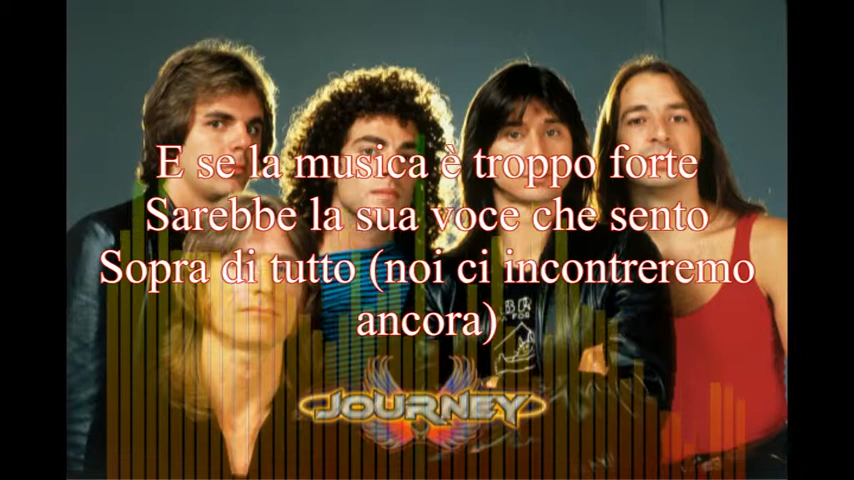 E se la musica è troppo forte
Sarebbe la sua voce che sento
Sopra di tutto (noi ci incontreremo
ancora)
JOURNEY